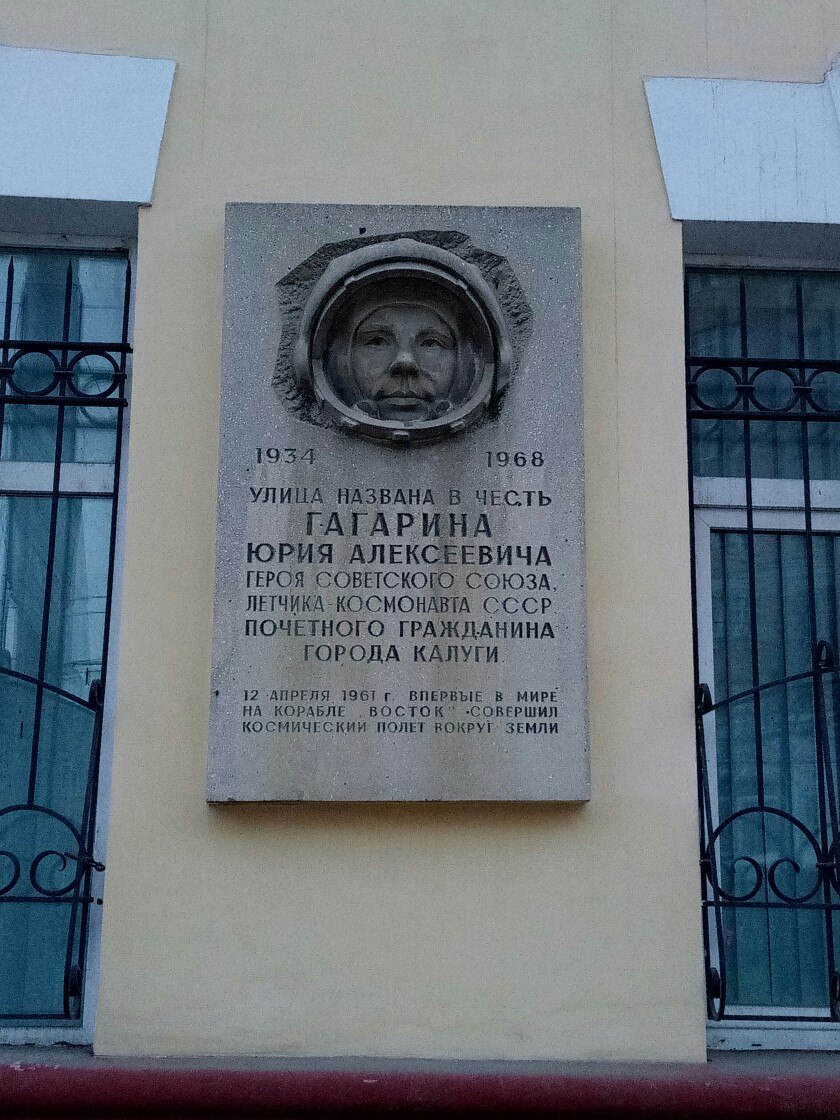 1934 1968
УЛИЦА НАЗВАНА В ЧЕСТЬ
ГАГАРИНА
ЮРИЯ АЛЕКСЕЕВИЧА
ГЕРОЯ СОВЕТСКОГО СОЮЗА,
ЛЕТЧИКА-КОСМОНАВТА СССР
ПОЧЕТНОГО ГРАЖДАНИНА
ГОРОДА КАЛУГИ
12 АПРЕЛЯ 1961 г. ВПЕРВЫЕ В МИРЕ
НА КОРАБЛЕ „ВОСТОК" СОВЕРШИЛ
КОСМИЧЕСКИЙ ПОЛЕТ ВОКРУГ ЗЕМЛИ